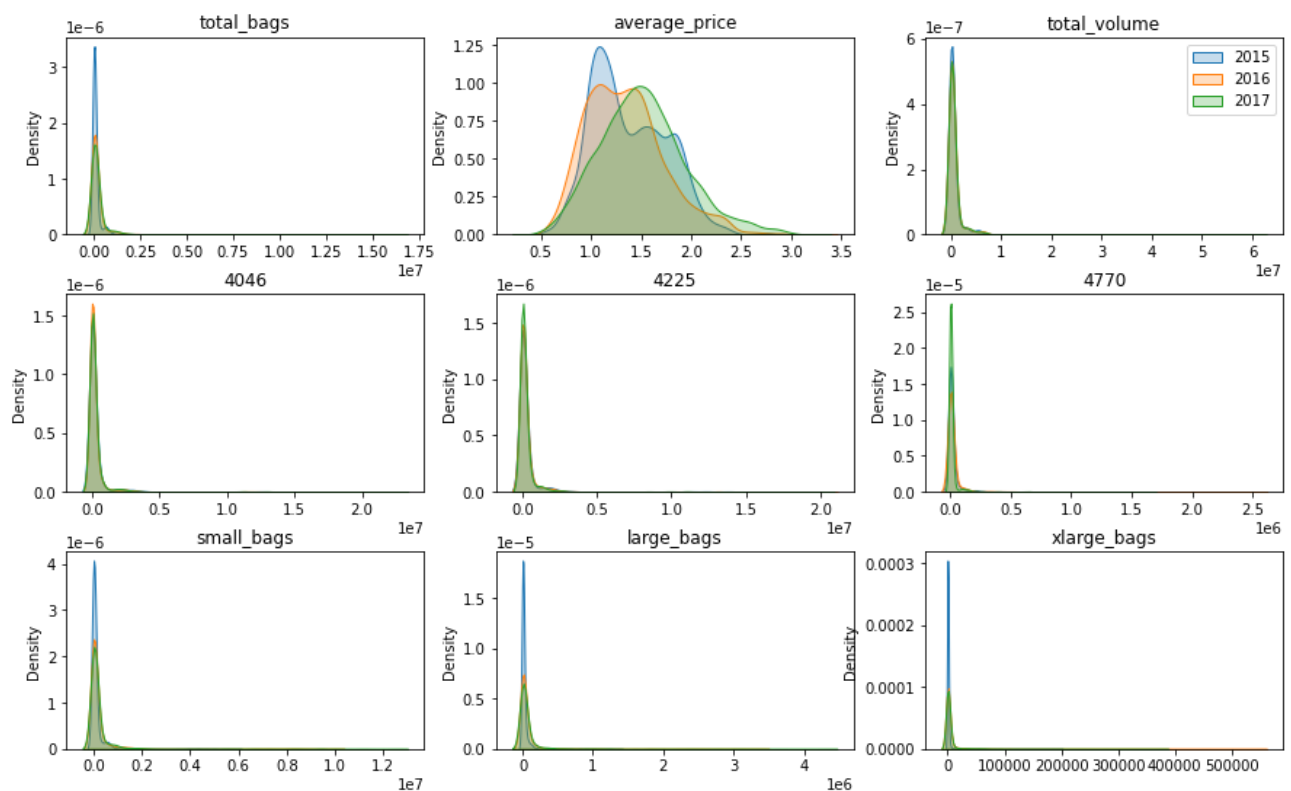 total_bags
1e−6
Density
3
2
1
0
0.00 0.25 0.50 0.75 1.00 1.25 1.50 1.75
1e7
average_price
Density
1.25
1.00
0.75
0.50
0.25
0.00
0.5 1.0 1.5 2.0 2.5 3.0 3.5
total_volume
1e−7
2015
2016
2017
Density
6
4
2
0
0 1 2 3 4 5 6
1e7
4046
1e−6
Density
1.5
1.0
0.5
0.0
0.0 0.5 1.0 1.5 2.0
1e7
4225
1e−6
Density
1.5
1.0
0.5
0.0
0.0 0.5 1.0 1.5 2.0
1e7
4770
1e−5
Density
2.5
2.0
1.5
1.0
0.5
0.0
0.0 0.5 1.0 1.5 2.0 2.5
1e6
small_bags
1e−6
Density
4
3
2
1
0
0.0 0.2 0.4 0.6 0.8 1.0 1.2
1e7
large_bags
1e−5
Density
1.5
1.0
0.5
0.0
0 1 2 3 4
1e6
xlarge_bags
Density
0.0003
0.0002
0.0001
0.0000
0 100000 200000 300000 400000 500000